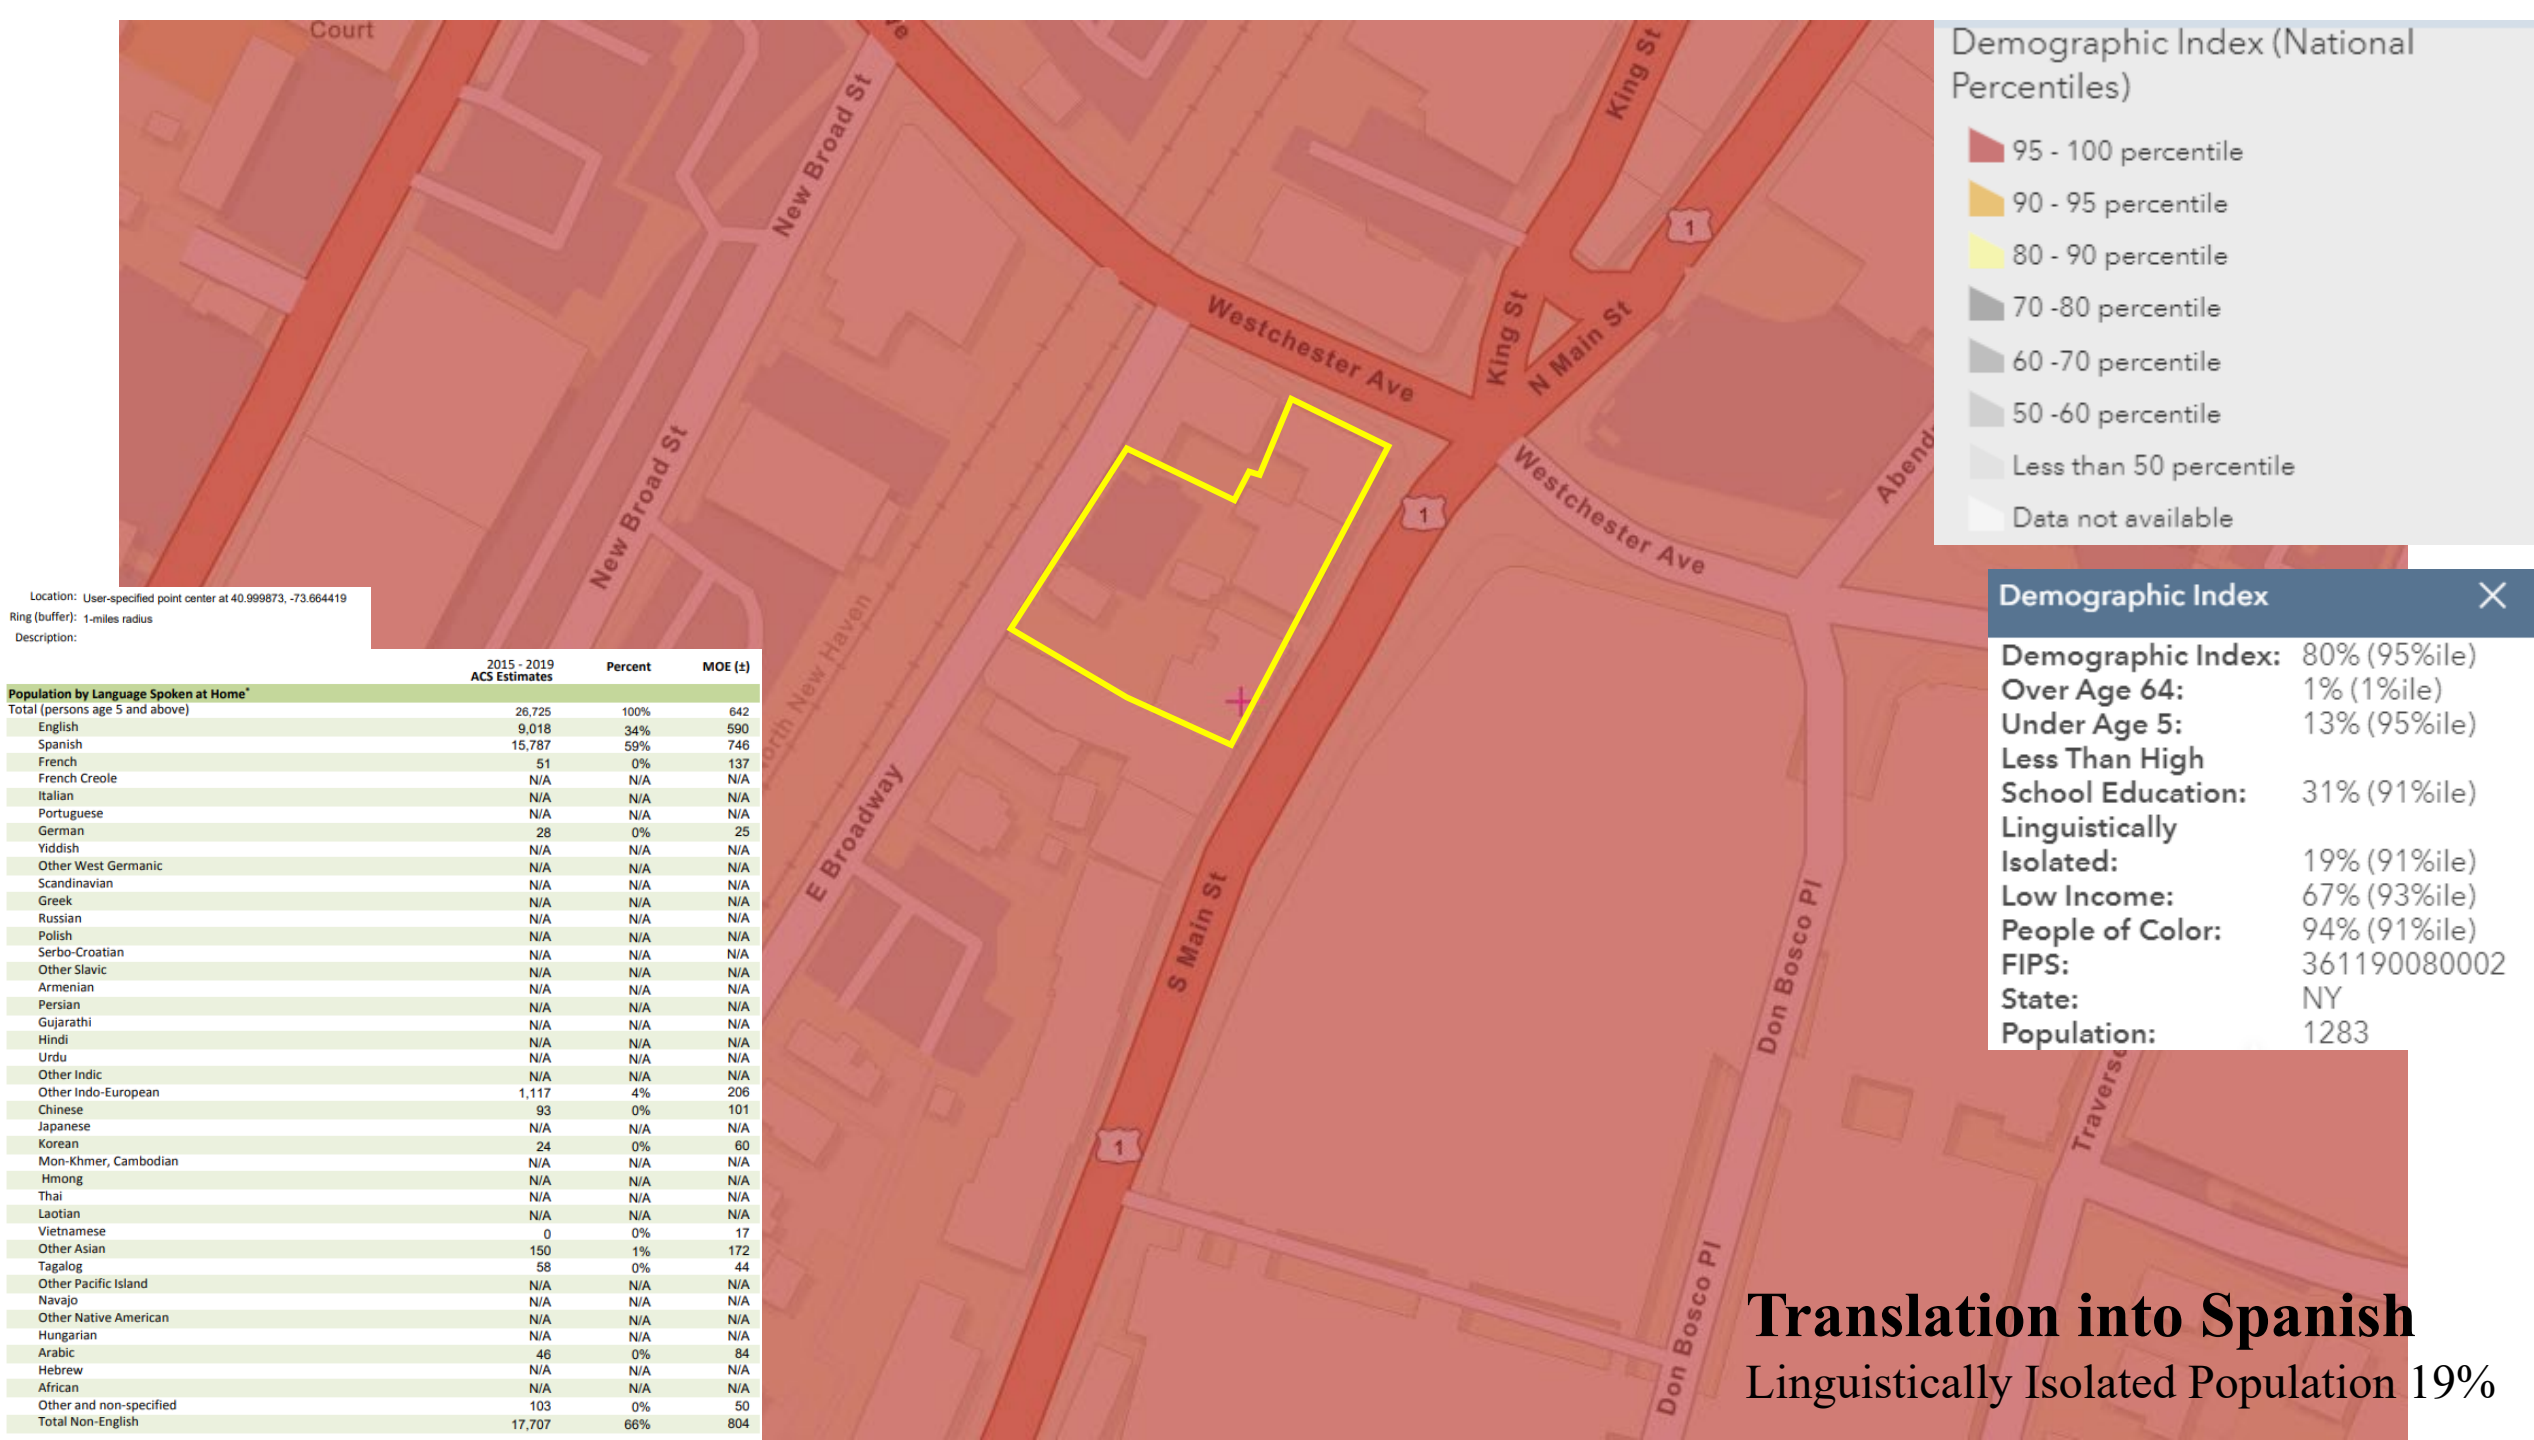 Court
ve
New Broad St
King St
1
Westchester Ave
King St
N Main St
New Broad St
1
Westchester Ave
Abend
orth New Haven
E Broadway
S Main St
Don Bosco Pl
1
Don Bosco Pl
Traverse
Demographic Index (National
Percentiles)
95 - 100 percentile
90 - 95 percentile
80 - 90 percentile
70 -80 percentile
60 -70 percentile
50 -60 percentile
Less than 50 percentile
Data not available
Demographic Index
Demographic Index: 80% (95%ile)
Over Age 64: 1% (1%ile)
Under Age 5: 13% (95%ile)
Less Than High
School Education: 31% (91%ile)
Linguistically
Isolated: 19% (91%ile)
Low Income: 67% (93%ile)
People of Color: 94% (91%ile)
FIPS: 361190080002
State: NY
Population: 1283
Location: User-specified point center at 40.999873, -73.664419
Ring (buffer): 1-miles radius
Description:
2015 - 2019
ACS Estimates Percent MOE (±)
Population by Language Spoken at Home*
Total (persons age 5 and above) 26,725 100% 642
English 9,018 34% 590
Spanish 15,787 59% 746
French 51 0% 137
French Creole N/A N/A N/A
Italian N/A N/A N/A
Portuguese N/A N/A N/A
German 28 0% 25
Yiddish N/A N/A N/A
Other West Germanic N/A N/A N/A
Scandinavian N/A N/A N/A
Greek N/A N/A N/A
Russian N/A N/A N/A
Polish N/A N/A N/A
Serbo-Croatian N/A N/A N/A
Other Slavic N/A N/A N/A
Armenian N/A N/A N/A
Persian N/A N/A N/A
Gujarathi N/A N/A N/A
Hindi N/A N/A N/A
Urdu N/A N/A N/A
Other Indic N/A N/A N/A
Other Indo-European 1,117 4% 206
Chinese 93 0% 101
Japanese N/A N/A N/A
Korean 24 0% 60
Mon-Khmer, Cambodian N/A N/A N/A
Hmong N/A N/A N/A
Thai N/A N/A N/A
Laotian N/A N/A N/A
Vietnamese 0 0% 17
Other Asian 150 1% 172
Tagalog 58 0% 44
Other Pacific Island N/A N/A N/A
Navajo N/A N/A N/A
Other Native American N/A N/A N/A
Hungarian N/A N/A N/A
Arabic 46 0% 84
Hebrew N/A N/A N/A
African N/A N/A N/A
Other and non-specified 103 0% 50
Total Non-English 17,707 66% 804
Translation into Spanish
Linguistically Isolated Population 19%